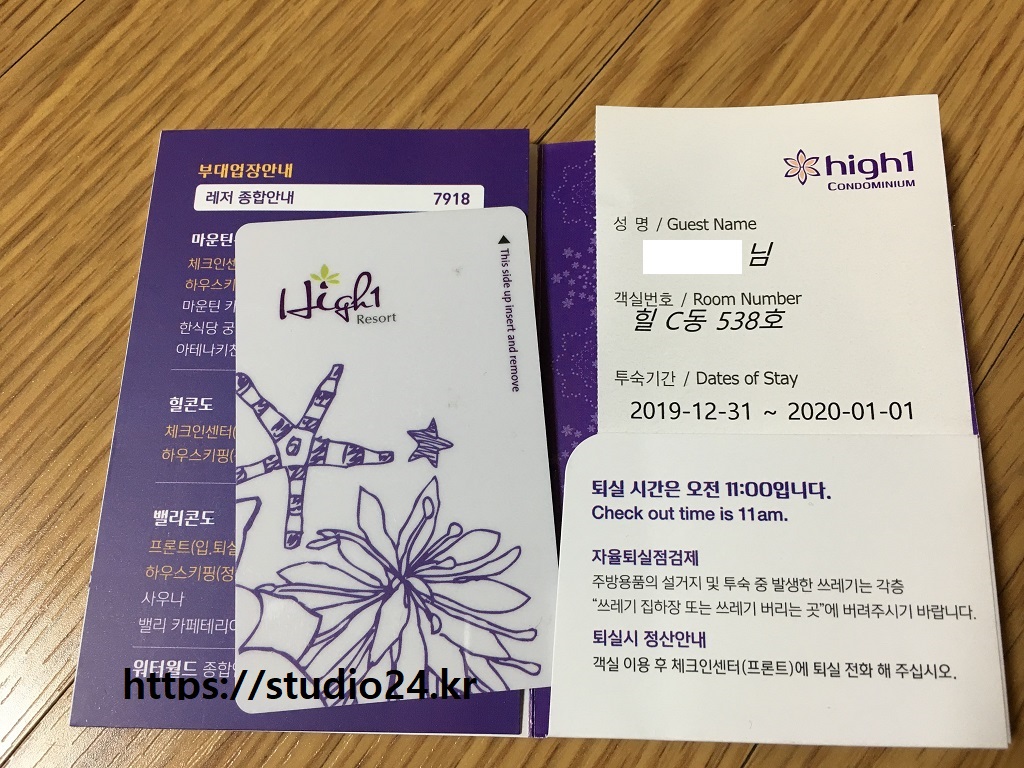 부대업장안내
레저 종합안내 7918
마운틴
체크인센
하우스키
마운틴 카
한식당 궁
아테나키친
힐콘도
체크인센터(
하우스키핑(
밸리콘도
프론트(입.퇴실
하우스키핑(정
사우나
밸리 카페테리아
워터월드 종합안
High1
Resort
▲ This side up insert and remove
high1
CONDOMINIUM
성 명 / Guest Name
님
객실번호 / Room Number
힐 C동 538호
투숙기간 / Dates of Stay
2019-12-31 ~ 2020-01-01
퇴실 시간은 오전 11:00입니다.
Check out time is 11am.
자율퇴실점검제
주방용품의 설거지 및 투숙 중 발생한 쓰레기는 각층
“쓰레기 집하장 또는 쓰레기 버리는 곳”에 버려주시기 바랍니다.
퇴실시 정산안내
객실 이용 후 체크인센터(프론트)에 퇴실 전화 해 주십시오.
https://studio24.kr